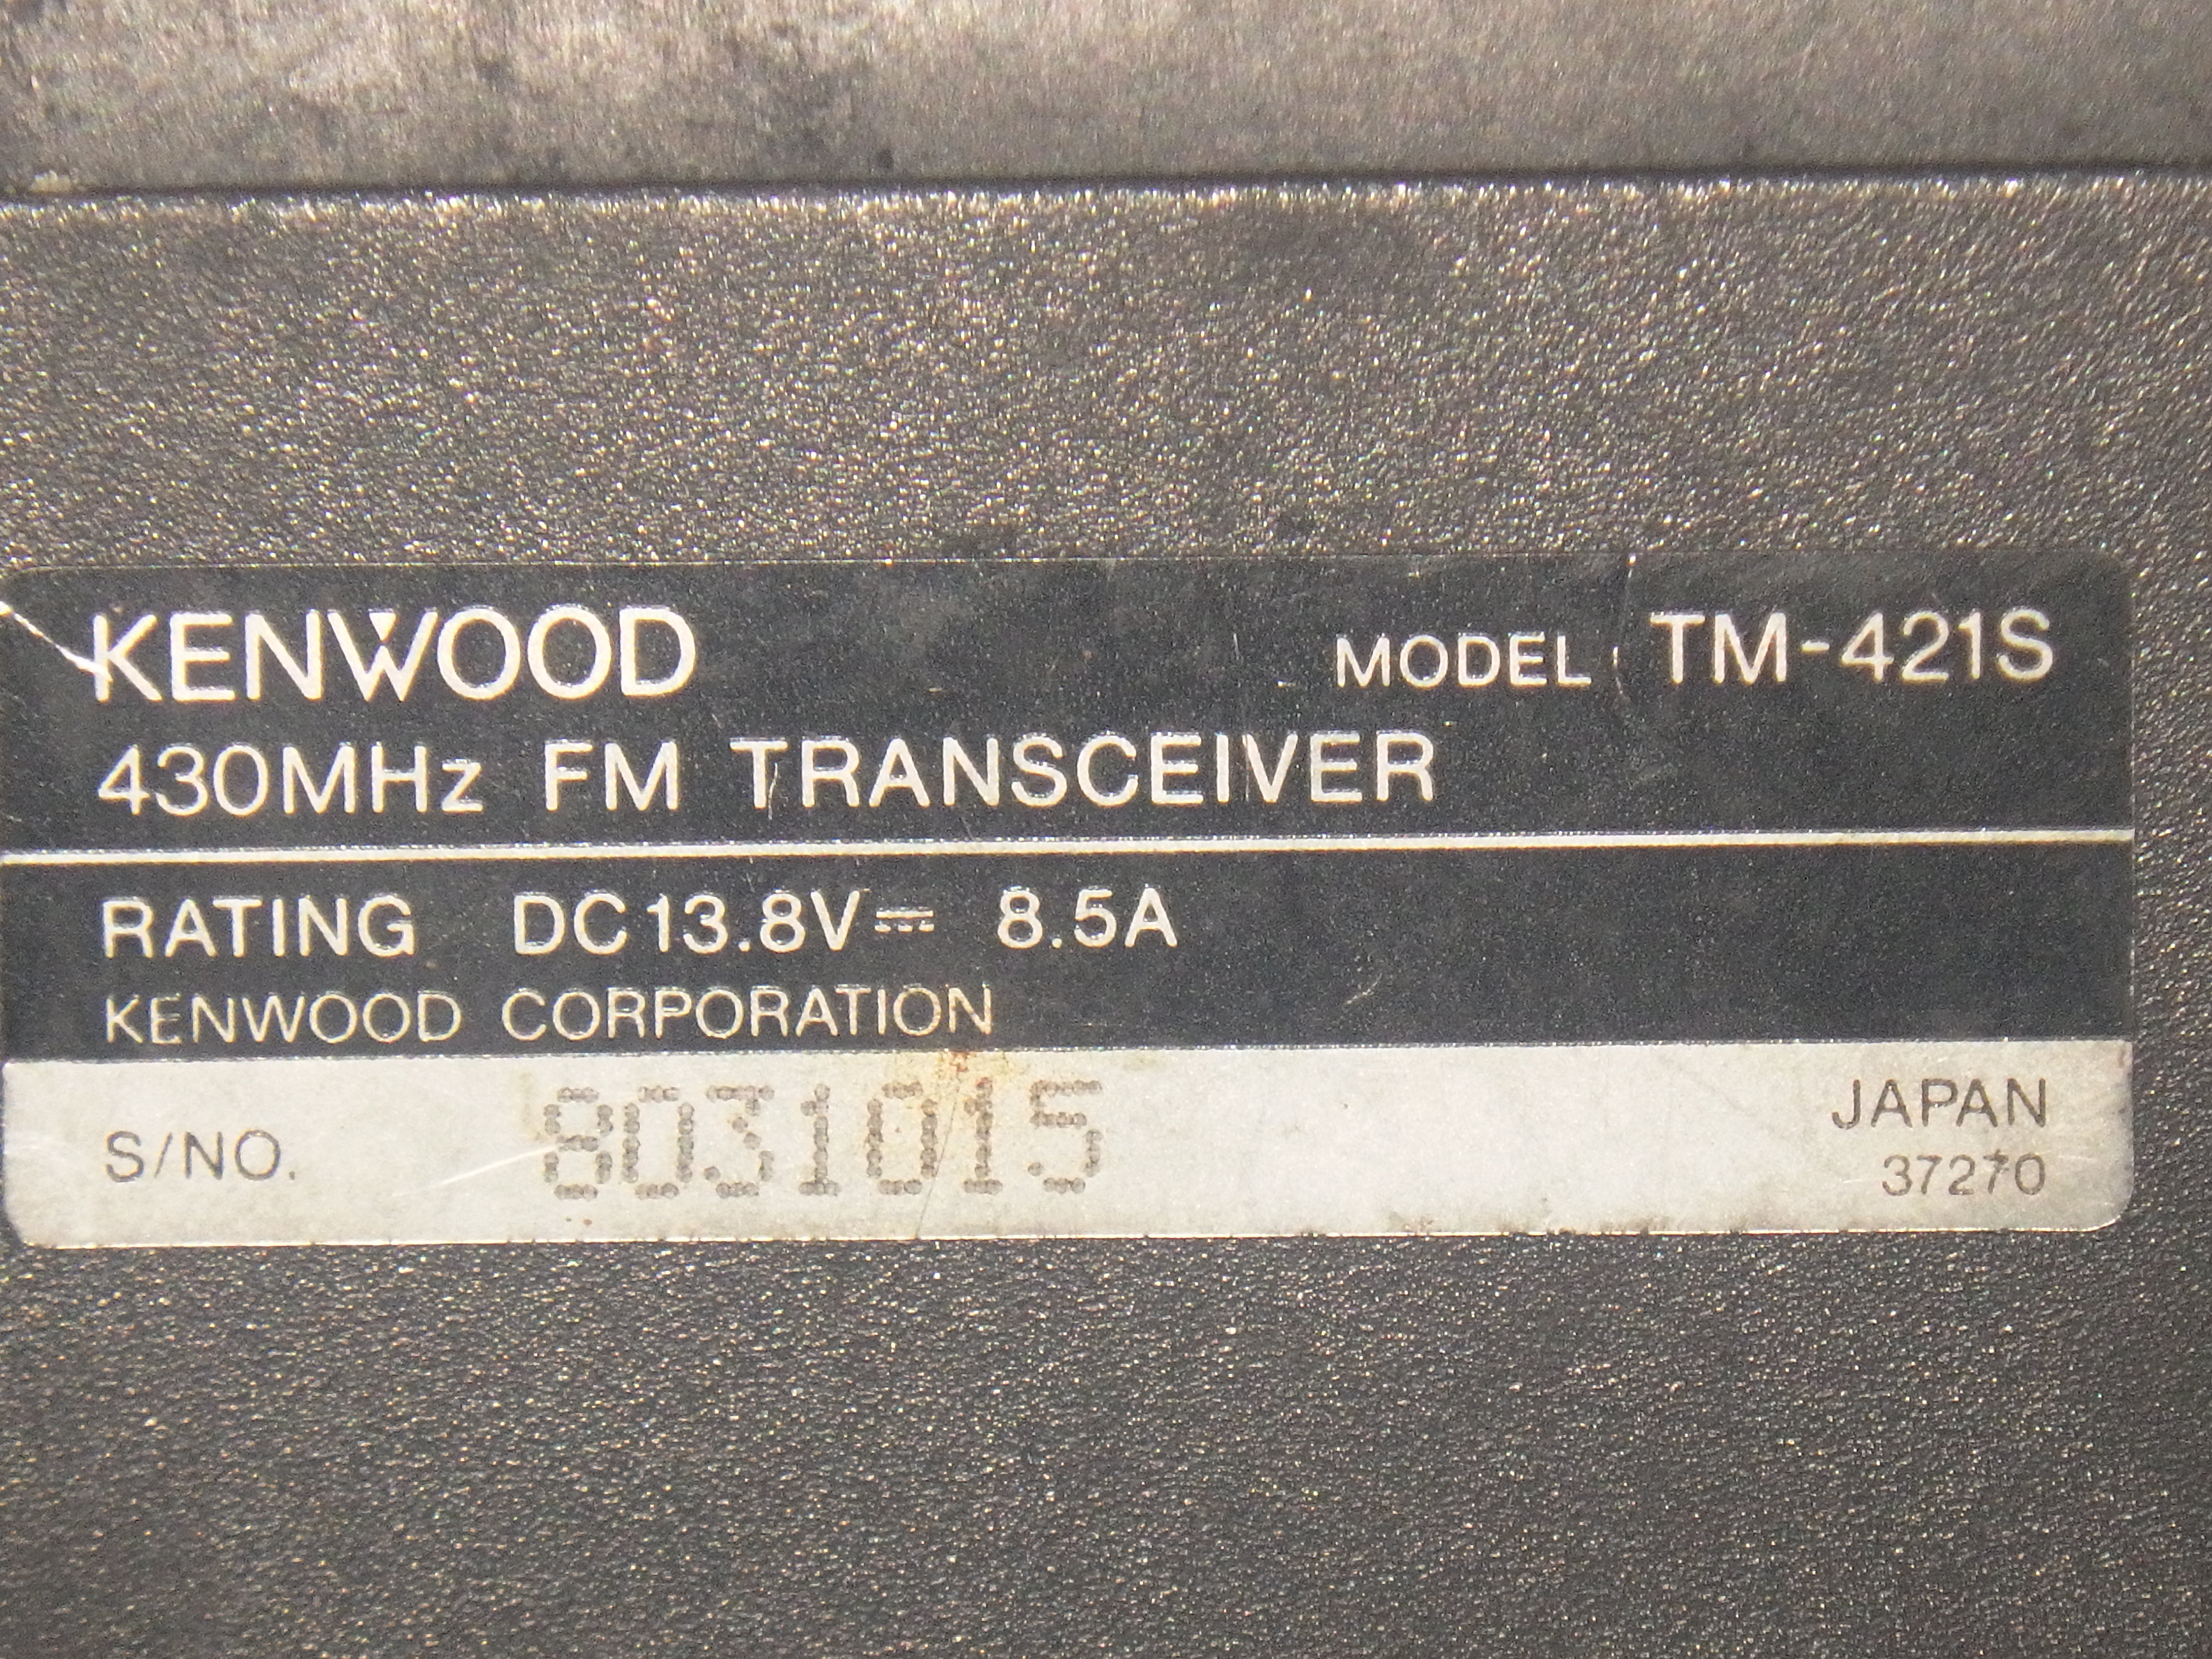 KENWOOD MODEL TM-421S
430MHz FM TRANSCEIVER
RATING DC13.8V⎓ 8.5A
KENWOOD CORPORATION
S/NO. 8031015 JAPAN
37270